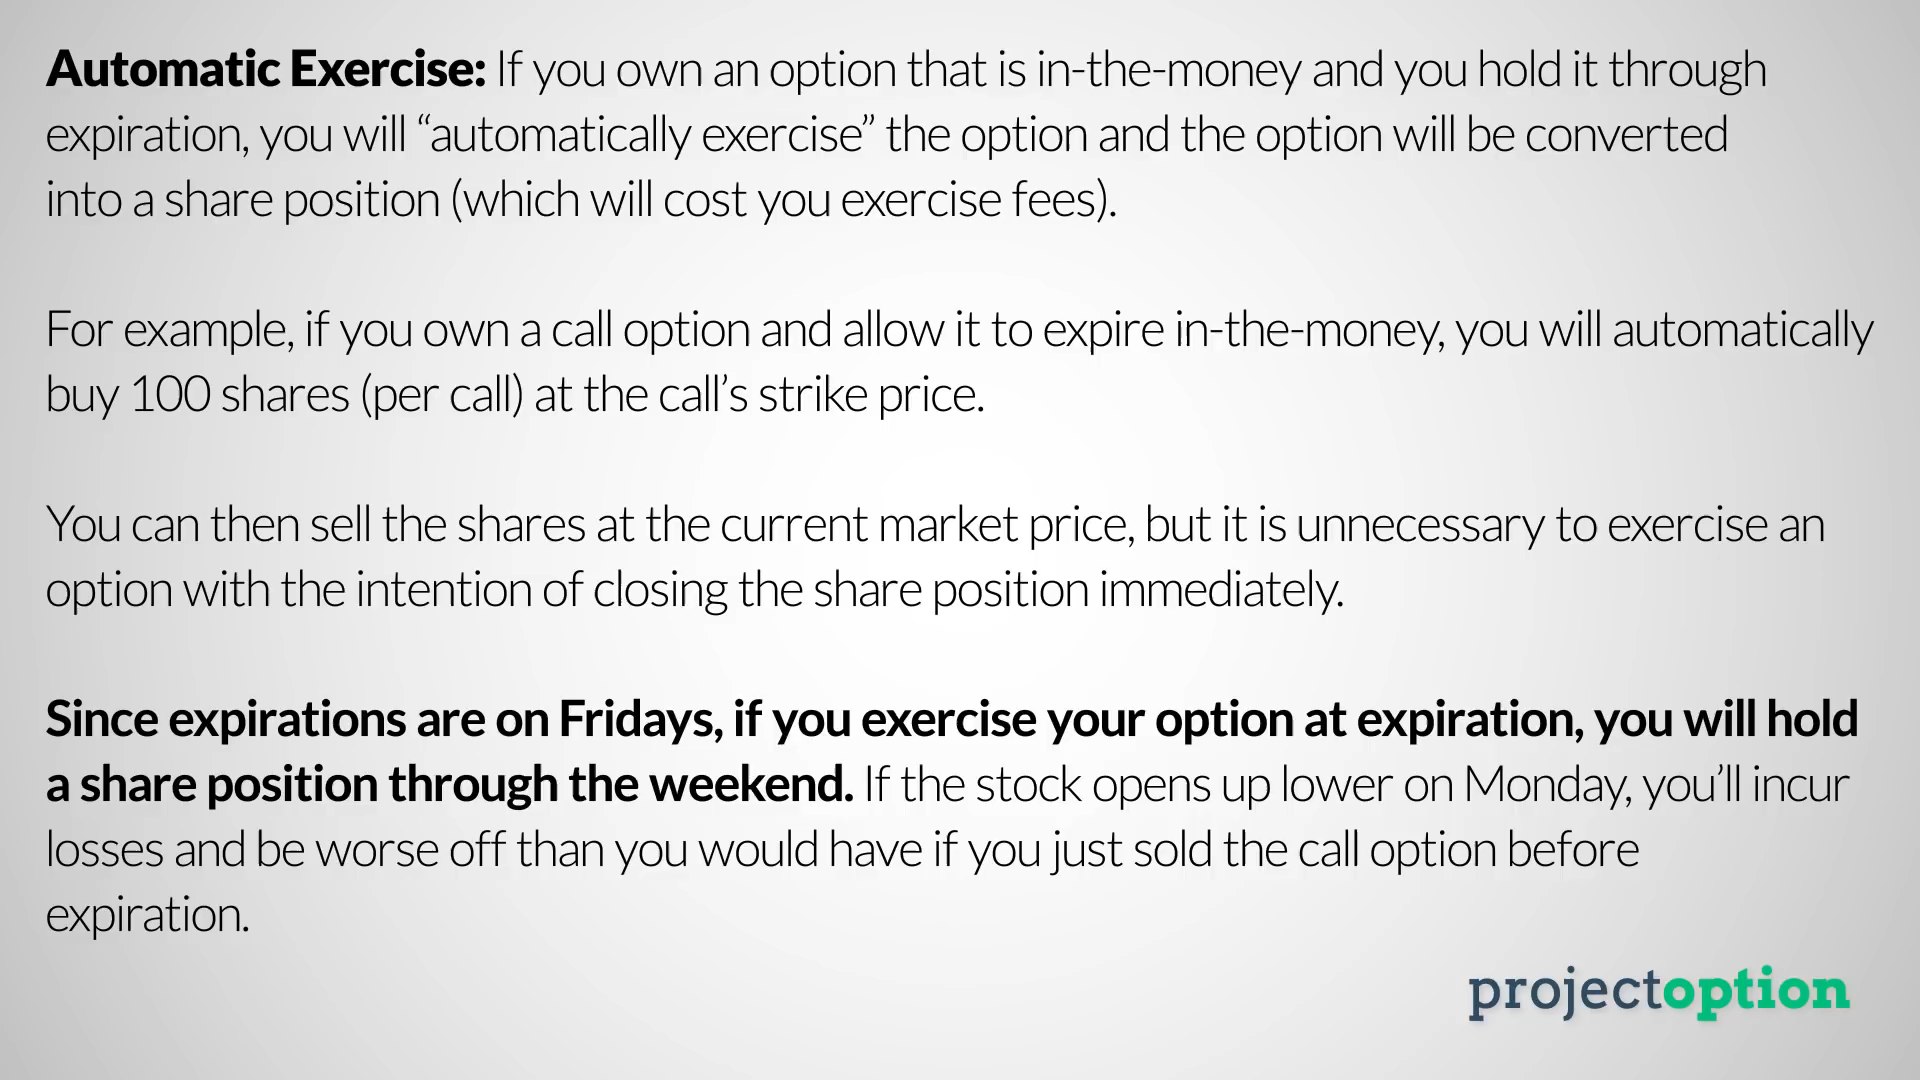 Automatic Exercise: If you own an option that is in-the-money and you hold it through
expiration, you will “automatically exercise” the option and the option will be converted
into a share position (which will cost you exercise fees).
For example, if you own a call option and allow it to expire in-the-money, you will automatically
buy 100 shares (per call) at the call’s strike price.
You can then sell the shares at the current market price, but it is unnecessary to exercise an
option with the intention of closing the share position immediately.
Since expirations are on Fridays, if you exercise your option at expiration, you will hold
a share position through the weekend. If the stock opens up lower on Monday, you’ll incur
losses and be worse off than you would have if you just sold the call option before
expiration.
projectoption